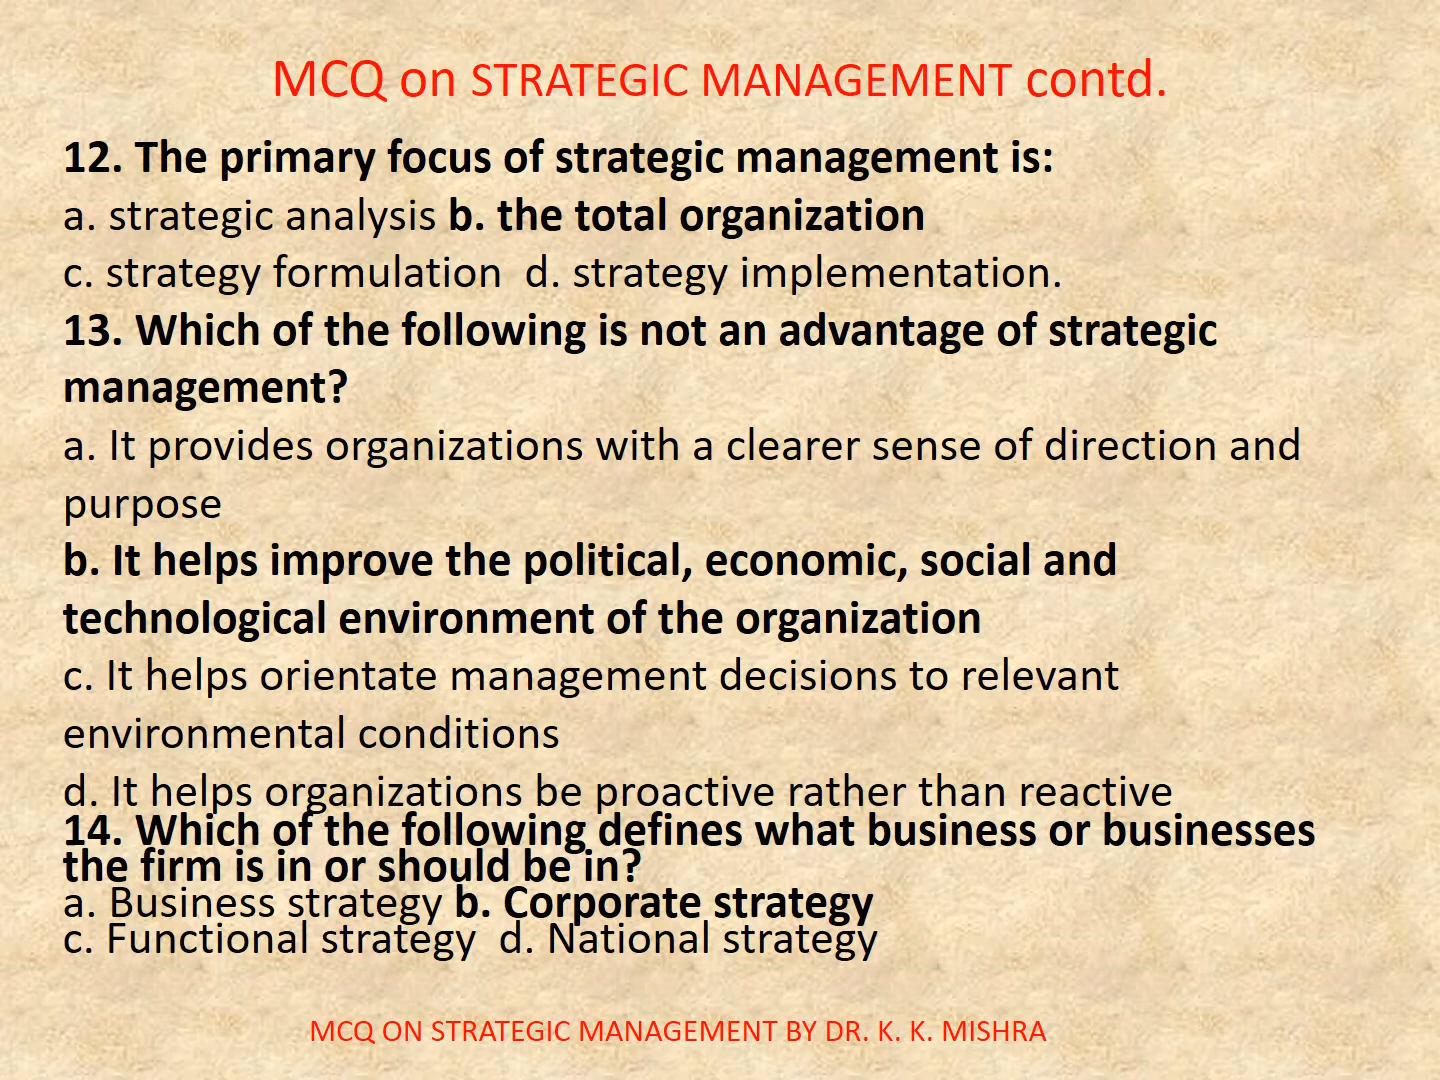 MCQ on STRATEGIC MANAGEMENT contd.
12. The primary focus of strategic management is:
a. strategic analysis b. the total organization
c. strategy formulation  d. strategy implementation.
13. Which of the following is not an advantage of strategic
management?
a. It provides organizations with a clearer sense of direction and
purpose
b. It helps improve the political, economic, social and
technological environment of the organization
c. It helps orientate management decisions to relevant
environmental conditions
d. It helps organizations be proactive rather than reactive
14. Which of the following defines what business or businesses
the firm is in or should be in?
a. Business strategy b. Corporate strategy
c. Functional strategy  d. National strategy
MCQ ON STRATEGIC MANAGEMENT BY DR. K. K. MISHRA